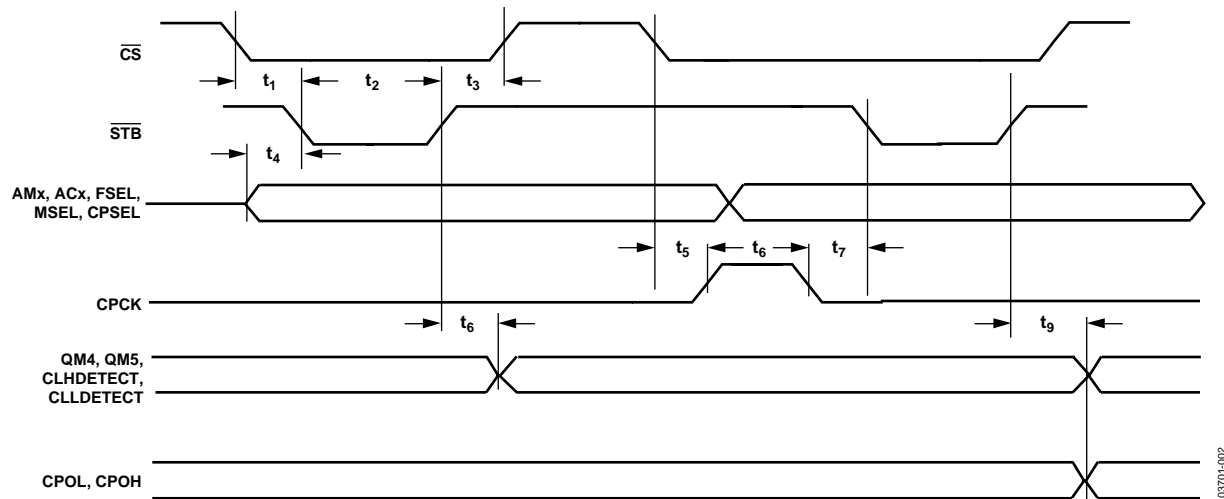 CS
t1
t2
t3
STB
t4
AMx, ACx, FSEL,
MSEL, CPSEL
t5
t6
t7
CPCK
t6
t9
QM4, QM5,
CLHDETECT,
CLLDETECT
CPOL, CPOH
03701-002